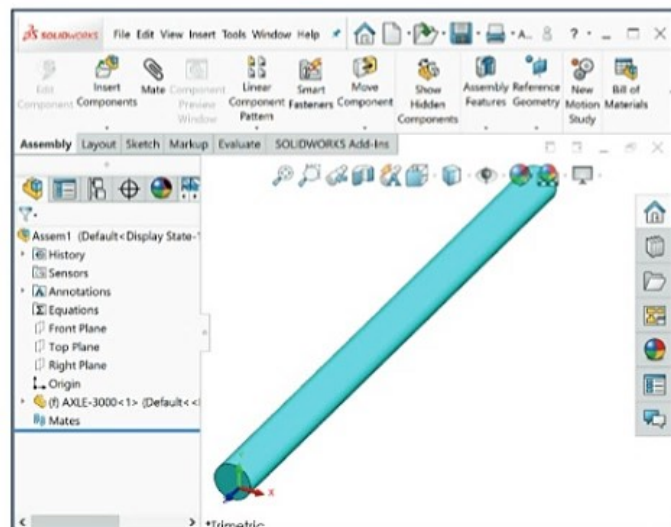 SOLIDWORKS File Edit View Insert Tools Window Help A.. ?
Edit Component
Insert Components
Mate
Component Preview Window
Linear Component Pattern
Smart Fasteners
Move Component
Show Hidden Components
Assembly Features
Reference Geometry
New Motion Study
Bill of Materials
Assembly Layout Sketch Markup Evaluate SOLIDWORKS Add-Ins
Assem1 (Default<Display State-1
History
Sensors
Annotations
Equations
Front Plane
Top Plane
Right Plane
Origin
(f) AXLE-3000<1> (Default<<
Mates
X
*Trimetric